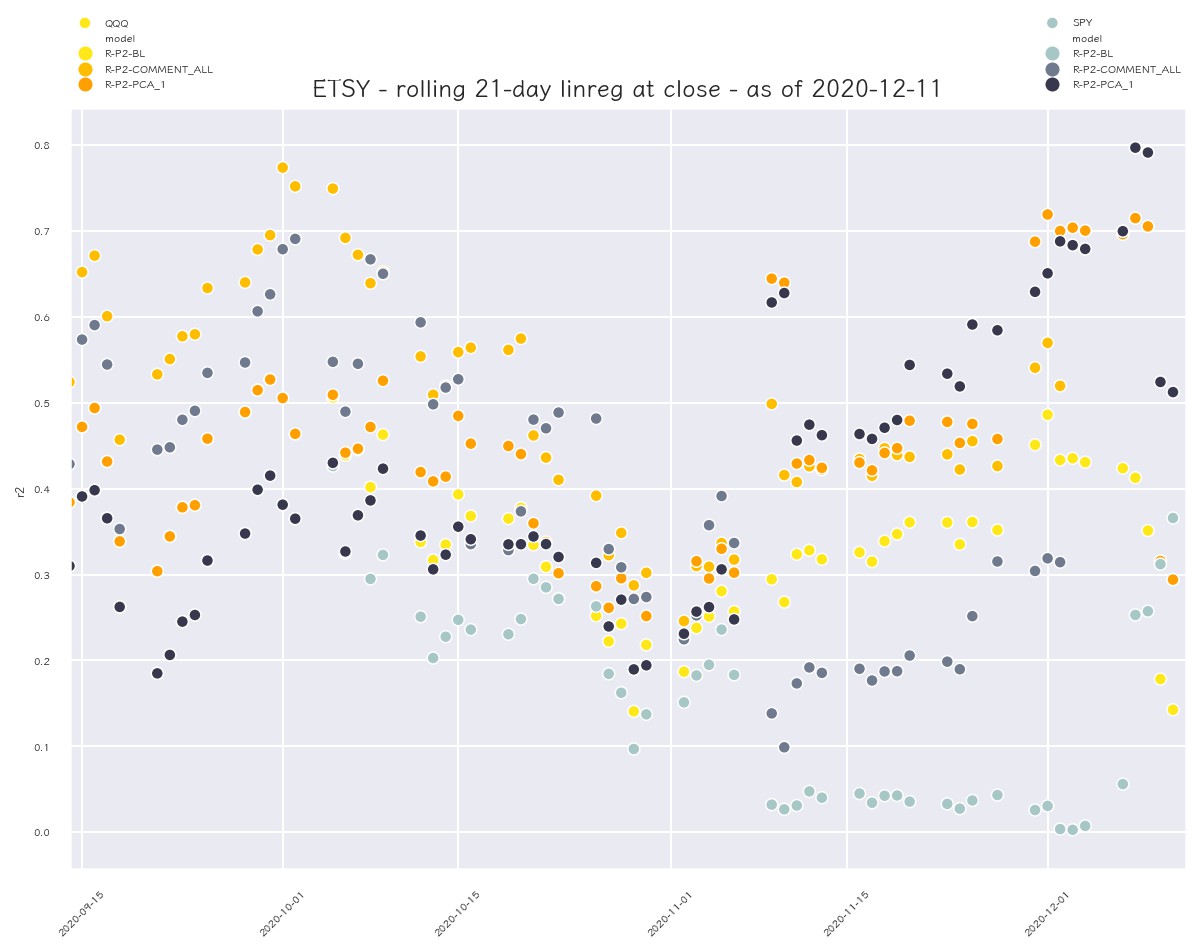 QQQ
model
R-P2-BL
R-P2-COMMENT_ALL
R-P2-PCA_1
SPY
model
R-P2-BL
R-P2-COMMENT_ALL
R-P2-PCA_1
ETSY - rolling 21-day linreg at close - as of 2020-12-11
0.8
0.7
0.6
0.5
0.4
0.3
0.2
0.1
0.0
r2
2020-09-15
2020-10-01
2020-10-15
2020-11-01
2020-11-15
2020-12-01